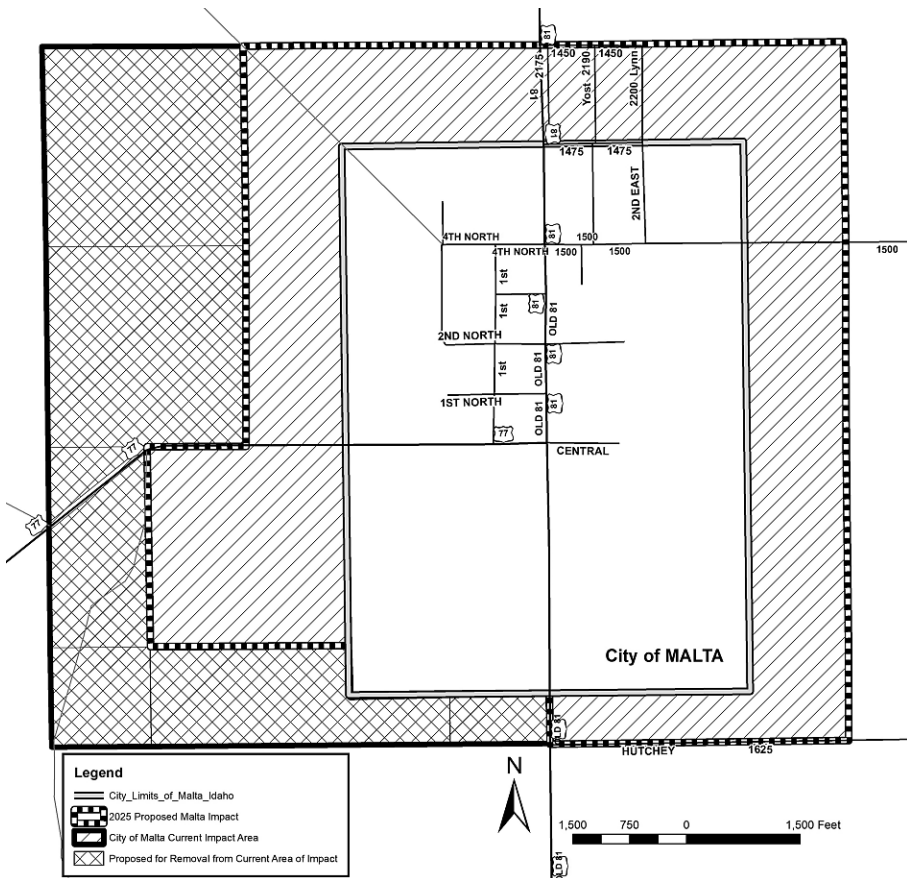 81
1450 1450
2175
81
Yost 2190
2200 Lynn
81
1475 1475
2ND EAST
4TH NORTH 81 1500
4TH NORTH 1500 1500
1500
1st
81
1st
OLD 81
2ND NORTH 81
1st
OLD 81
1ST NORTH 81
OLD 81
77
CENTRAL
77
77
City of MALTA
OLD 81
HUTCHEY 1625
Legend
City_Limits_of_Malta_Idaho
2025 Proposed Malta Impact
City of Malta Current Impact Area
Proposed for Removal from Current Area of Impact
N
1,500 750 0 1,500 Feet
OLD 81